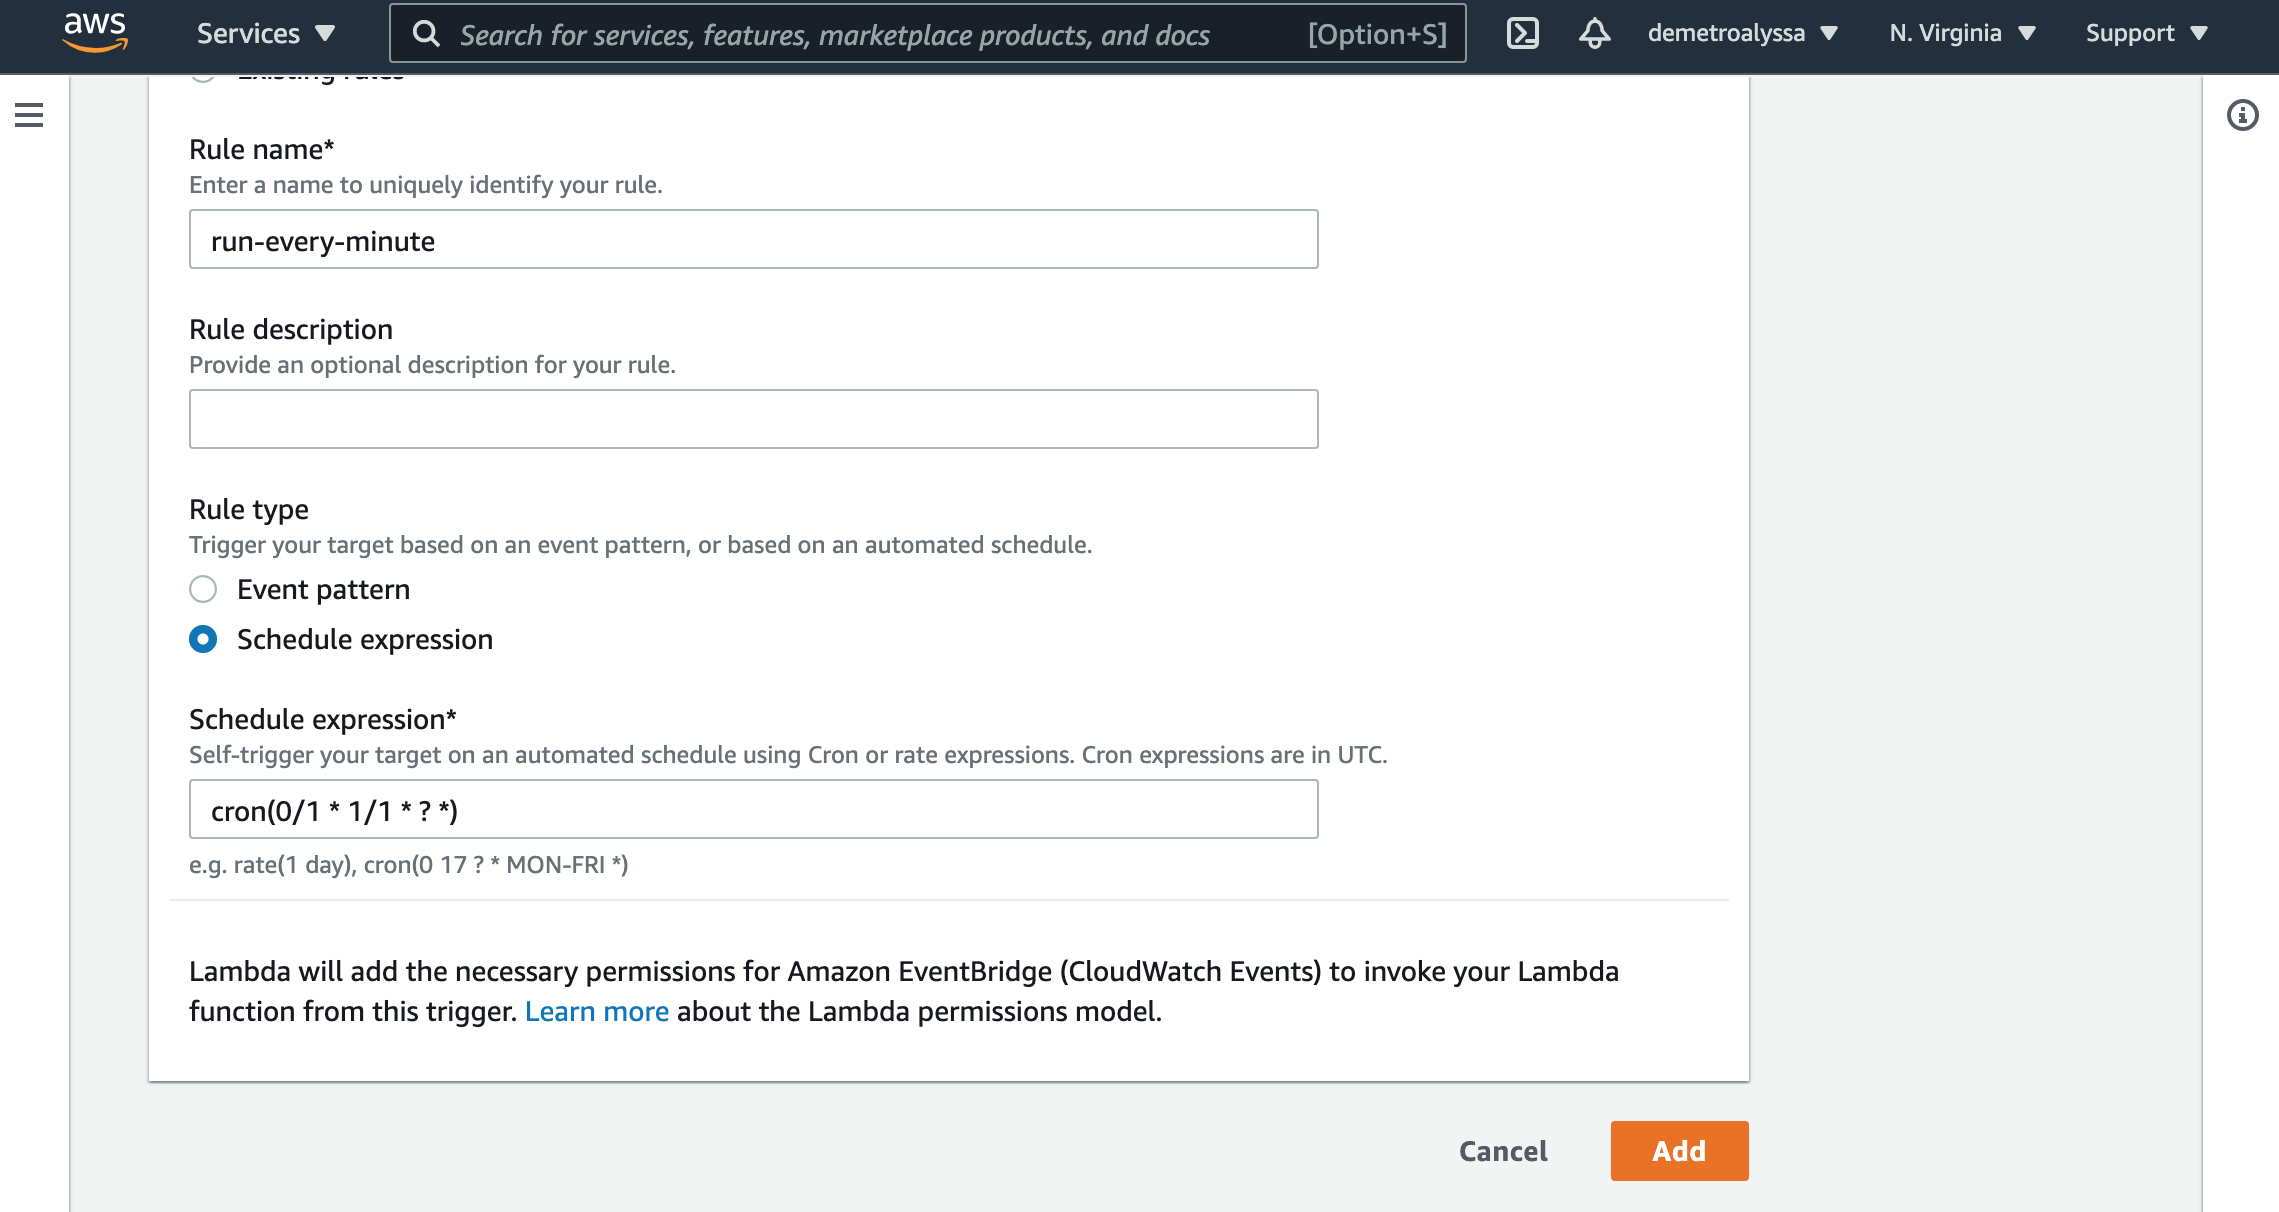 aws
Services
Search for services, features, marketplace products, and docs
[Option+S]
demetroalyssa
N. Virginia
Support
Existing rules
Rule name*
Enter a name to uniquely identify your rule.
run-every-minute
Rule description
Provide an optional description for your rule.
Rule type
Trigger your target based on an event pattern, or based on an automated schedule.
Event pattern
Schedule expression
Schedule expression*
Self-trigger your target on an automated schedule using Cron or rate expressions. Cron expressions are in UTC.
cron(0/1 * 1/1 * ? *)
e.g. rate(1 day), cron(0 17 ? * MON-FRI *)
Lambda will add the necessary permissions for Amazon EventBridge (CloudWatch Events) to invoke your Lambda
function from this trigger. Learn more about the Lambda permissions model.
Cancel
Add